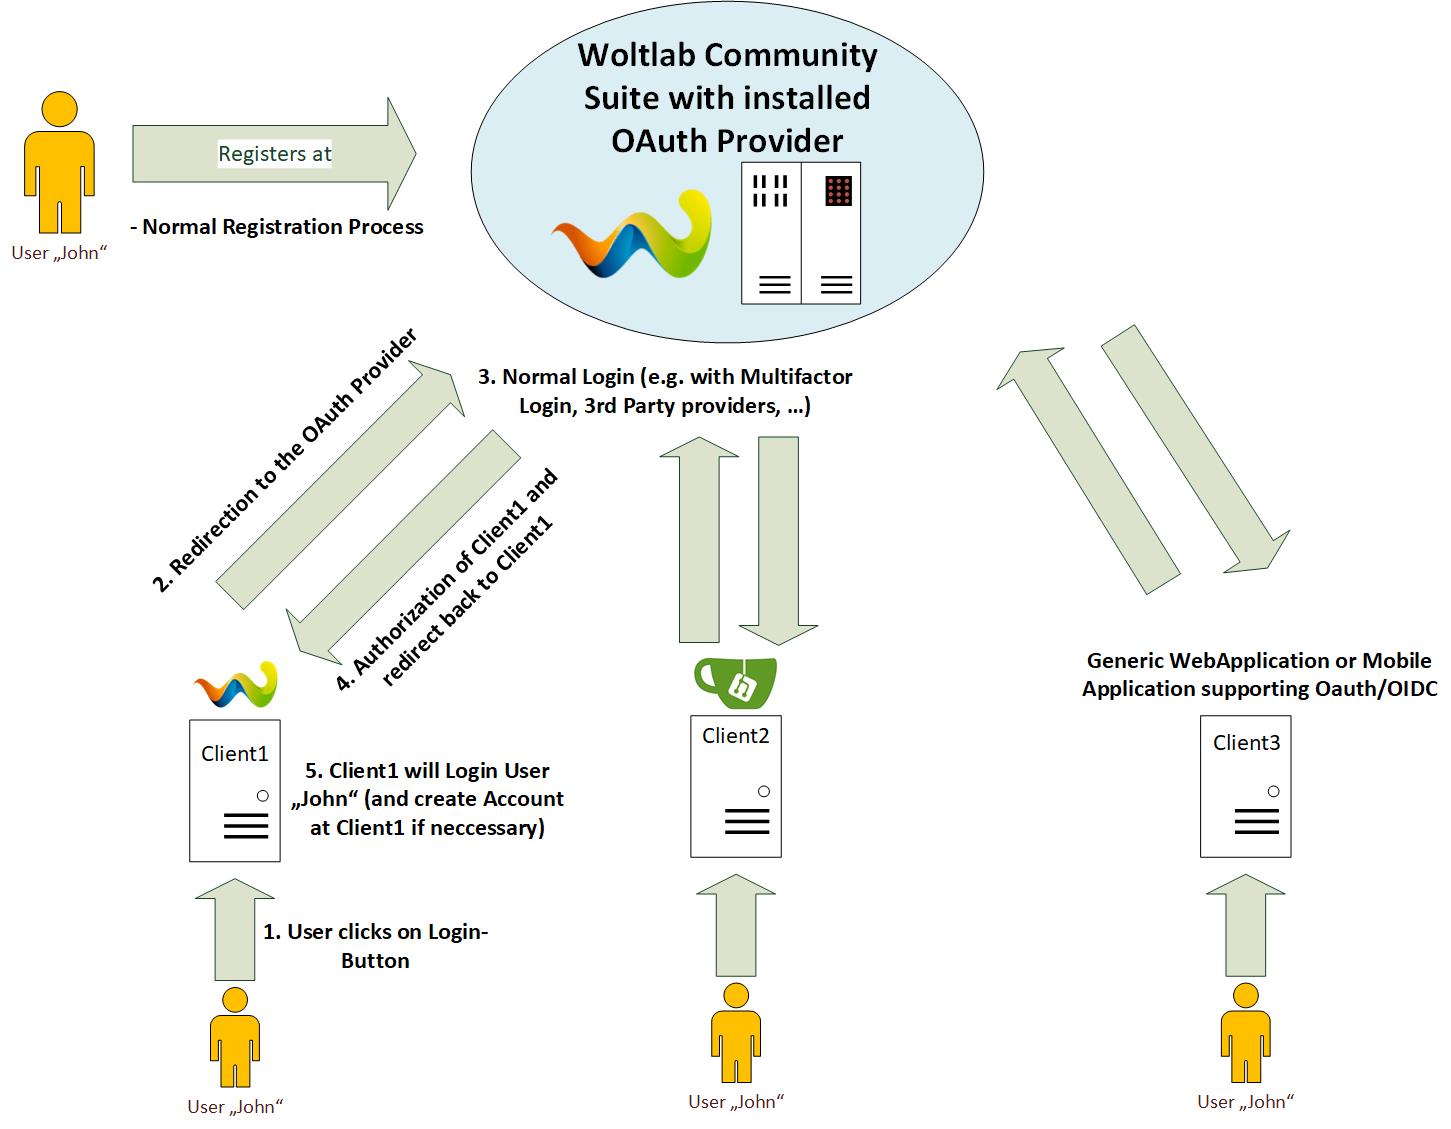 Woltlab Community
Suite with installed
OAuth Provider
Registers at
- Normal Registration Process
User „John“
2. Redirection to the OAuth Provider
3. Normal Login (e.g. with Multifactor
Login, 3rd Party providers, ...)
4. Authorization of Client1 and
redirect back to Client1
Generic WebApplication or Mobile
Application supporting Oauth/OIDC
Client1
Client2
Client3
5. Client1 will Login User
„John“ (and create Account
at Client1 if neccessary)
1. User clicks on Login-
Button
User „John“
User „John“
User „John“